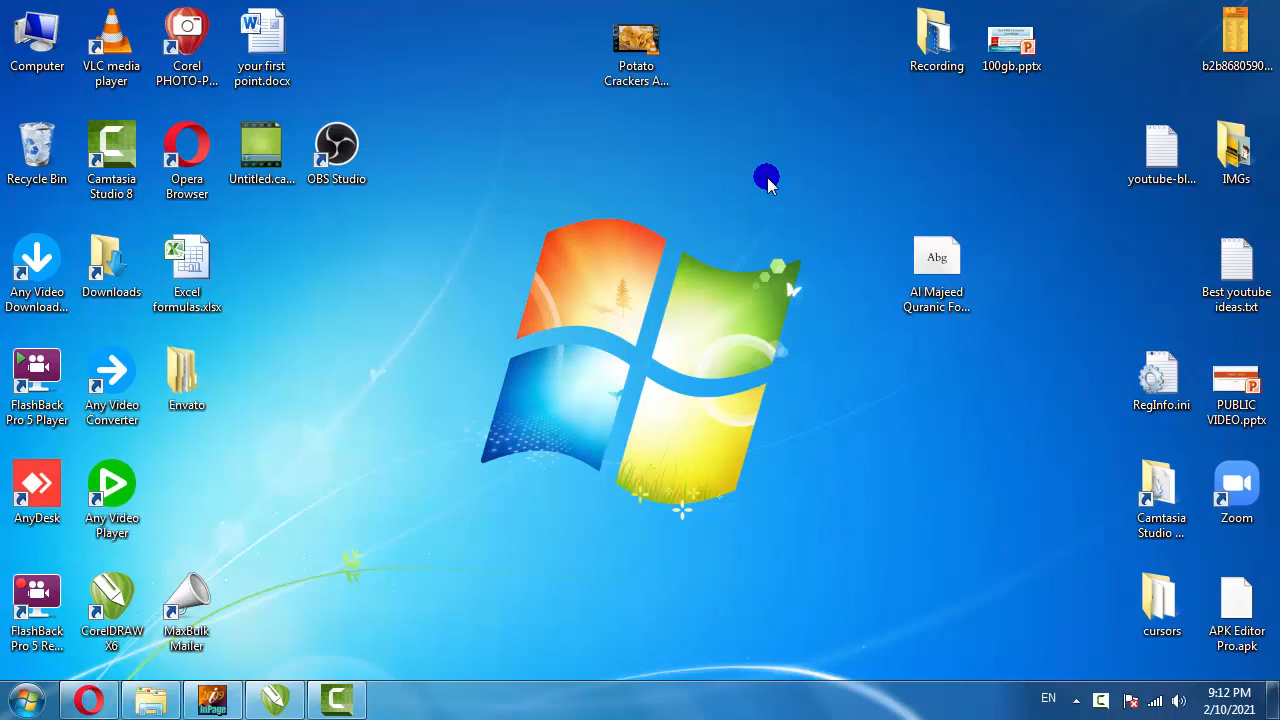 Computer
VLC media
player
Corel
PHOTO-P...
your first
point.docx
Potato
Crackers A...
Recording
100gb.pptx
b2b8680590...
Recycle Bin
Camtasia
Studio 8
Opera
Browser
Untitled.ca...
OBS Studio
youtube-bl...
IMGs
Any Video
Download...
Downloads
Excel
formulas.xlsx
Abg
Al Majeed
Quranic Fo...
Best youtube
ideas.txt
FlashBack
Pro 5 Player
Any Video
Converter
Envato
RegInfo.ini
PUBLIC
VIDEO.pptx
AnyDesk
Any Video
Player
Camtasia
Studio ...
Zoom
FlashBack
Pro 5 Re...
CorelDRAW
X6
MaxBulk
Mailer
cursors
APK Editor
Pro.apk
2009
InPage
EN
9:12 PM
2/10/2021